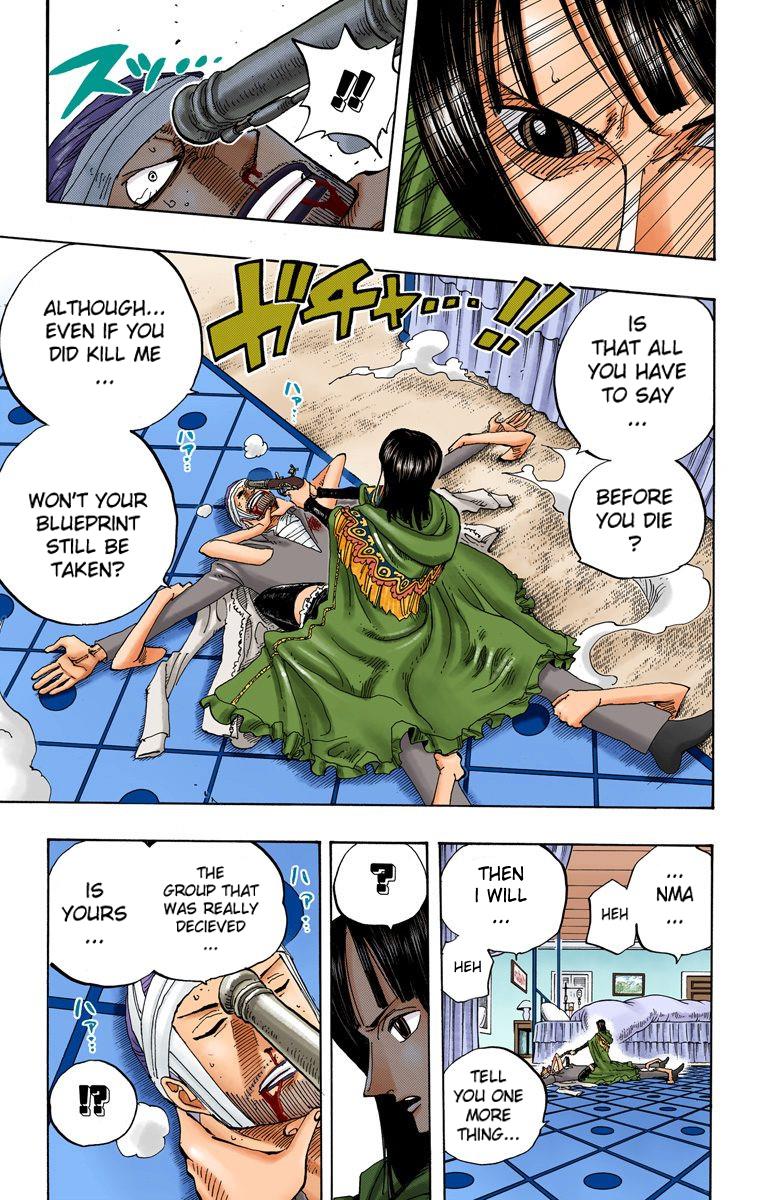 !!
スッ・・・
IS
THAT ALL
YOU HAVE
TO SAY
...
BEFORE
YOU DIE
?
ガチャ・・・!!
ALTHOUGH...
EVEN IF YOU
DID KILL ME
...
WON'T YOUR
BLUEPRINT
STILL BE
TAKEN?
ハァ・・・
ハァ・・・
...
NMA
...
HEH
THEN
I WILL
...
HEH
TELL
YOU ONE
MORE
THING...
?
THE
GROUP THAT
WAS REALLY
DECIEVED
...
IS
YOURS
...
ハァ・・・
ハァ・・・
!?